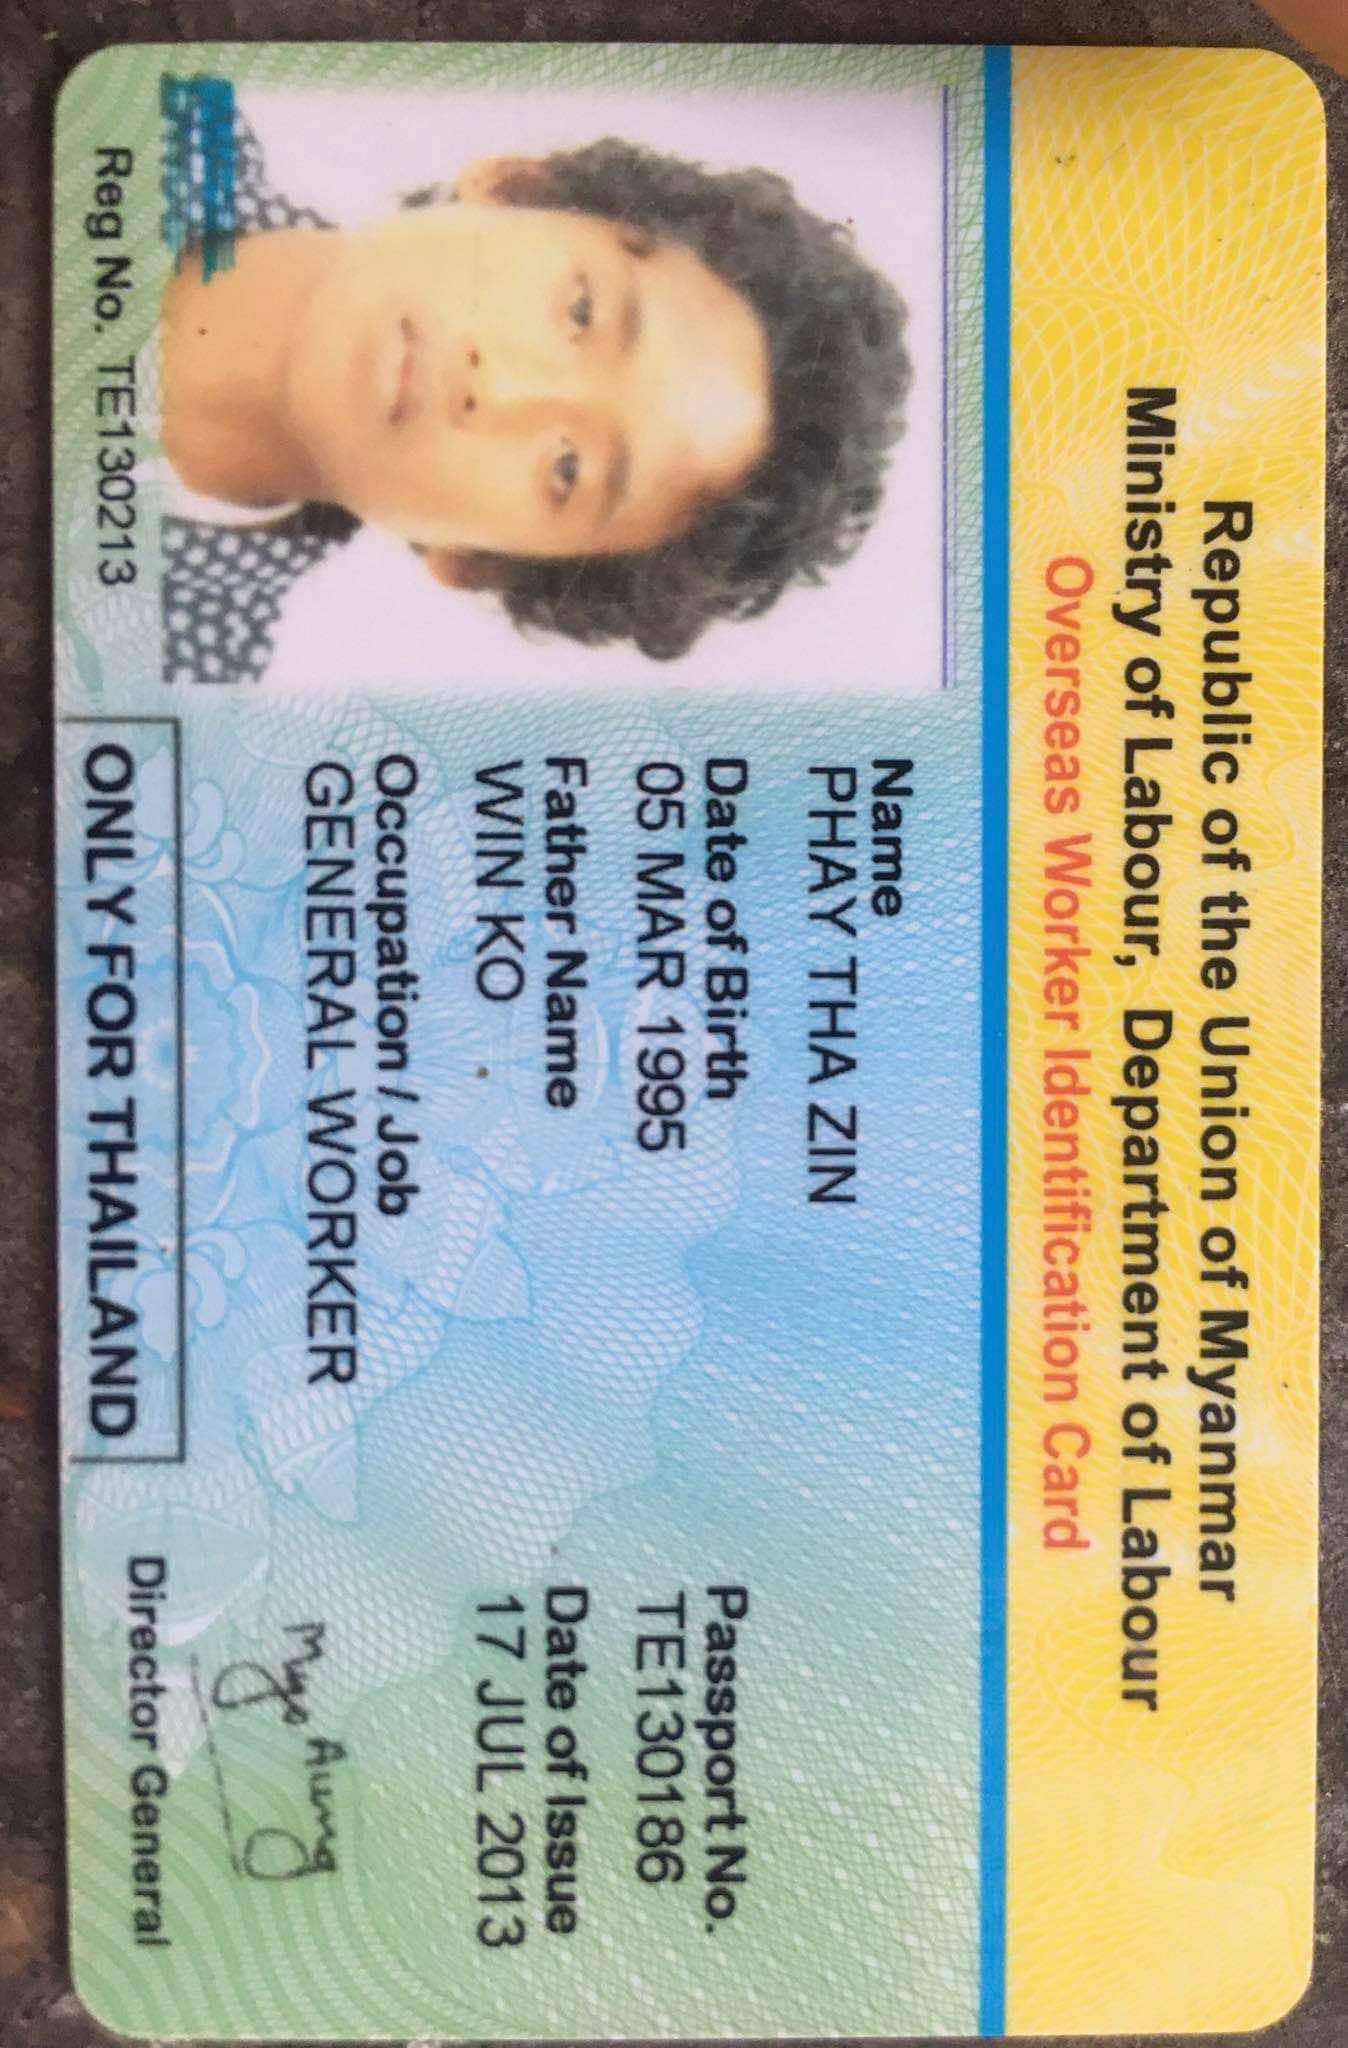 Republic of the Union of Myanmar
Ministry of Labour, Department of Labour
Overseas Worker Identification Card
Name
PHAY THA ZIN
Date of Birth
05 MAR 1995
Passport No.
TE130186
Father Name
WIN KO
Date of Issue
17 JUL 2013
Occupation / Job
GENERAL WORKER
Myo Aung
Reg No. TE130213
ONLY FOR THAILAND
Director General